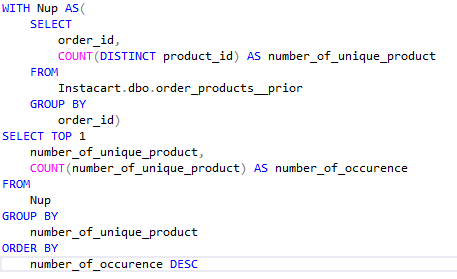 WITH Nup AS(
    SELECT
        order_id,
        COUNT(DISTINCT product_id) AS number_of_unique_product
    FROM
        Instacart.dbo.order_products__prior
    GROUP BY
        order_id)
SELECT TOP 1
    number_of_unique_product,
    COUNT(number_of_unique_product) AS number_of_occurence
FROM
    Nup
GROUP BY
    number_of_unique_product
ORDER BY
    number_of_occurence DESC